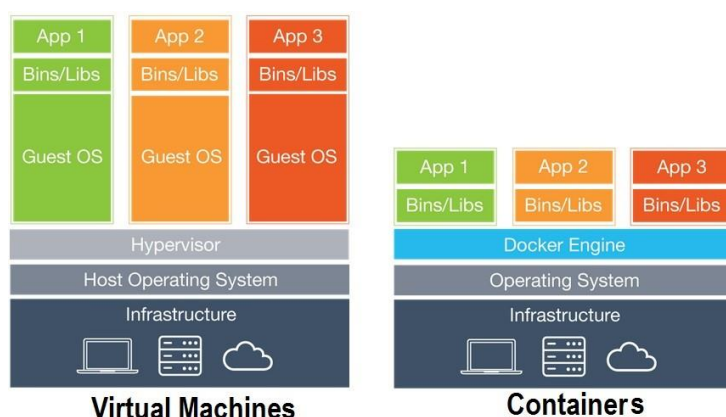 App 1
App 2
App 3
Bins/Libs
Bins/Libs
Bins/Libs
Guest OS
Guest OS
Guest OS
Hypervisor
Host Operating System
Infrastructure
Virtual Machines
App 1
App 2
App 3
Bins/Libs
Bins/Libs
Bins/Libs
Docker Engine
Operating System
Infrastructure
Containers